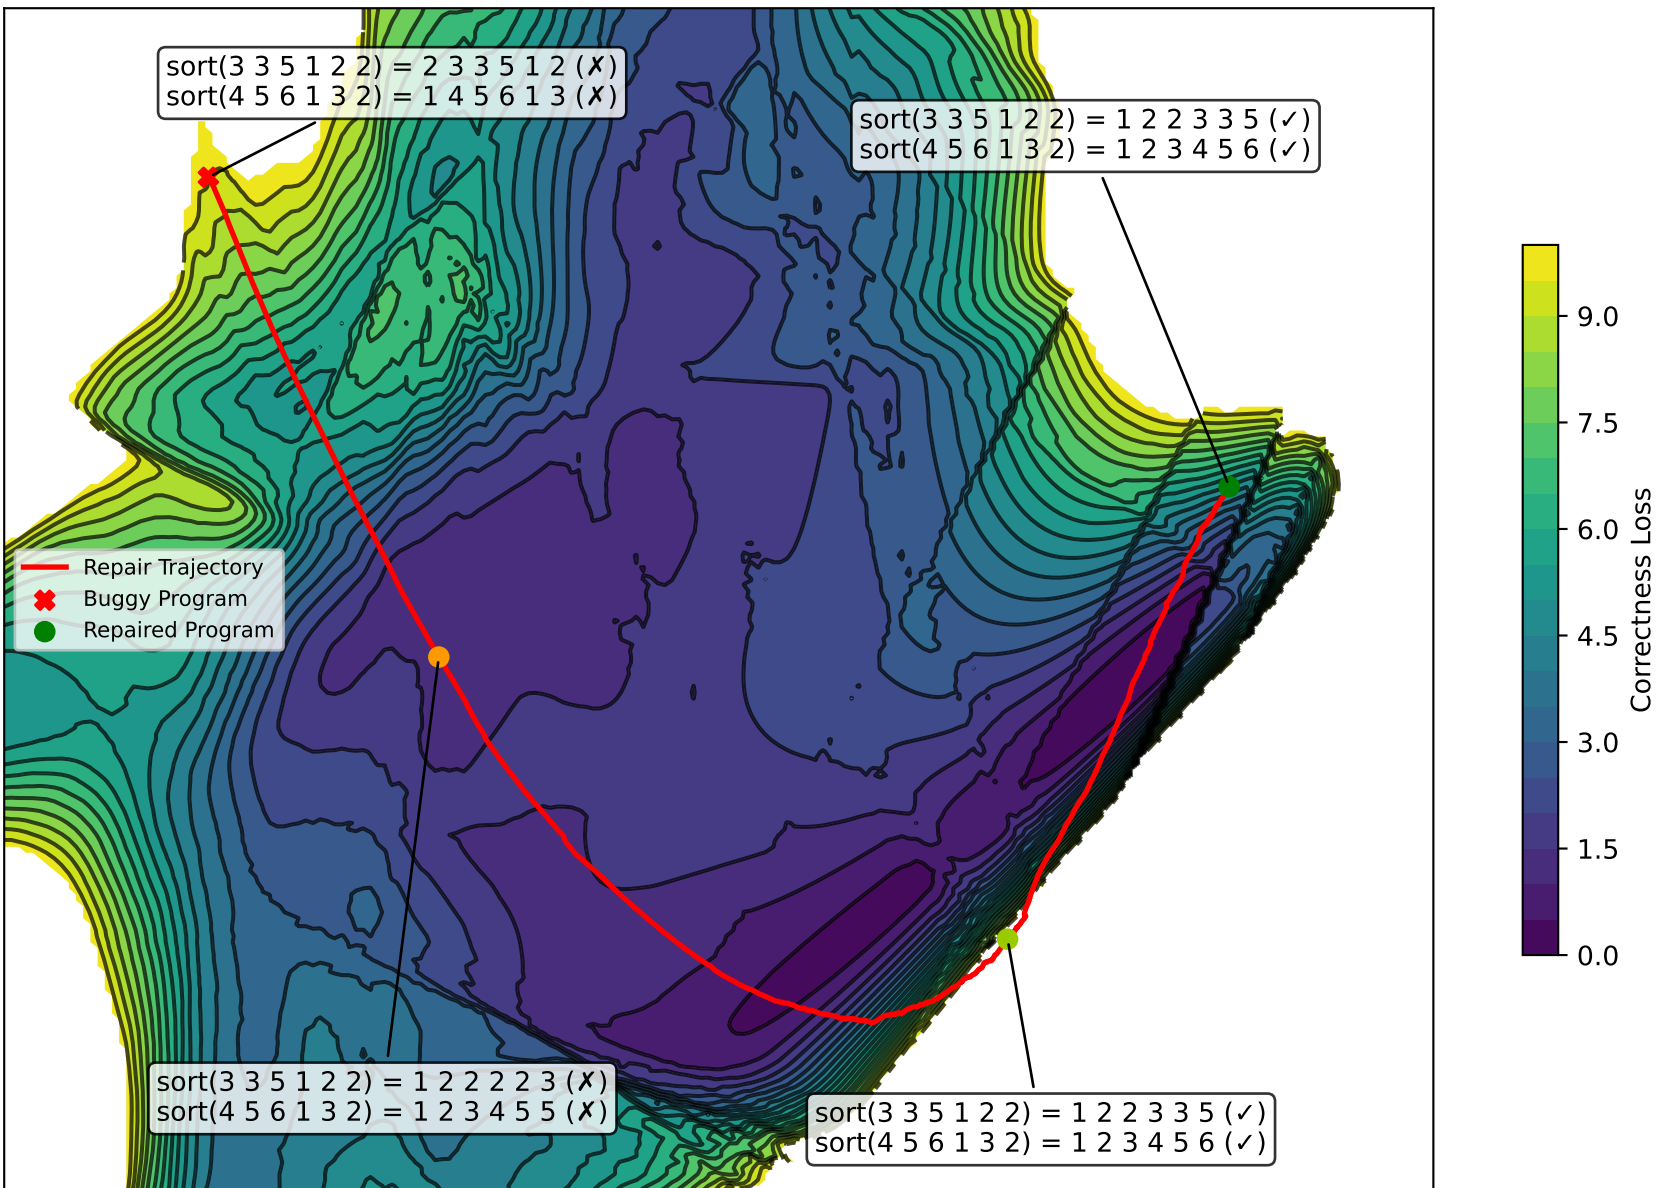 sort(3 3 5 1 2 2) = 2 3 3 5 1 2 (✗)
sort(4 5 6 1 3 2) = 1 4 5 6 1 3 (✗)
sort(3 3 5 1 2 2) = 1 2 2 3 3 5 (✓)
sort(4 5 6 1 3 2) = 1 2 3 4 5 6 (✓)
Repair Trajectory
Buggy Program
Repaired Program
sort(3 3 5 1 2 2) = 1 2 2 2 2 3 (✗)
sort(4 5 6 1 3 2) = 1 2 3 4 5 5 (✗)
sort(3 3 5 1 2 2) = 1 2 2 3 3 5 (✓)
sort(4 5 6 1 3 2) = 1 2 3 4 5 6 (✓)
9.0
7.5
6.0
4.5
3.0
1.5
0.0
Correctness Loss